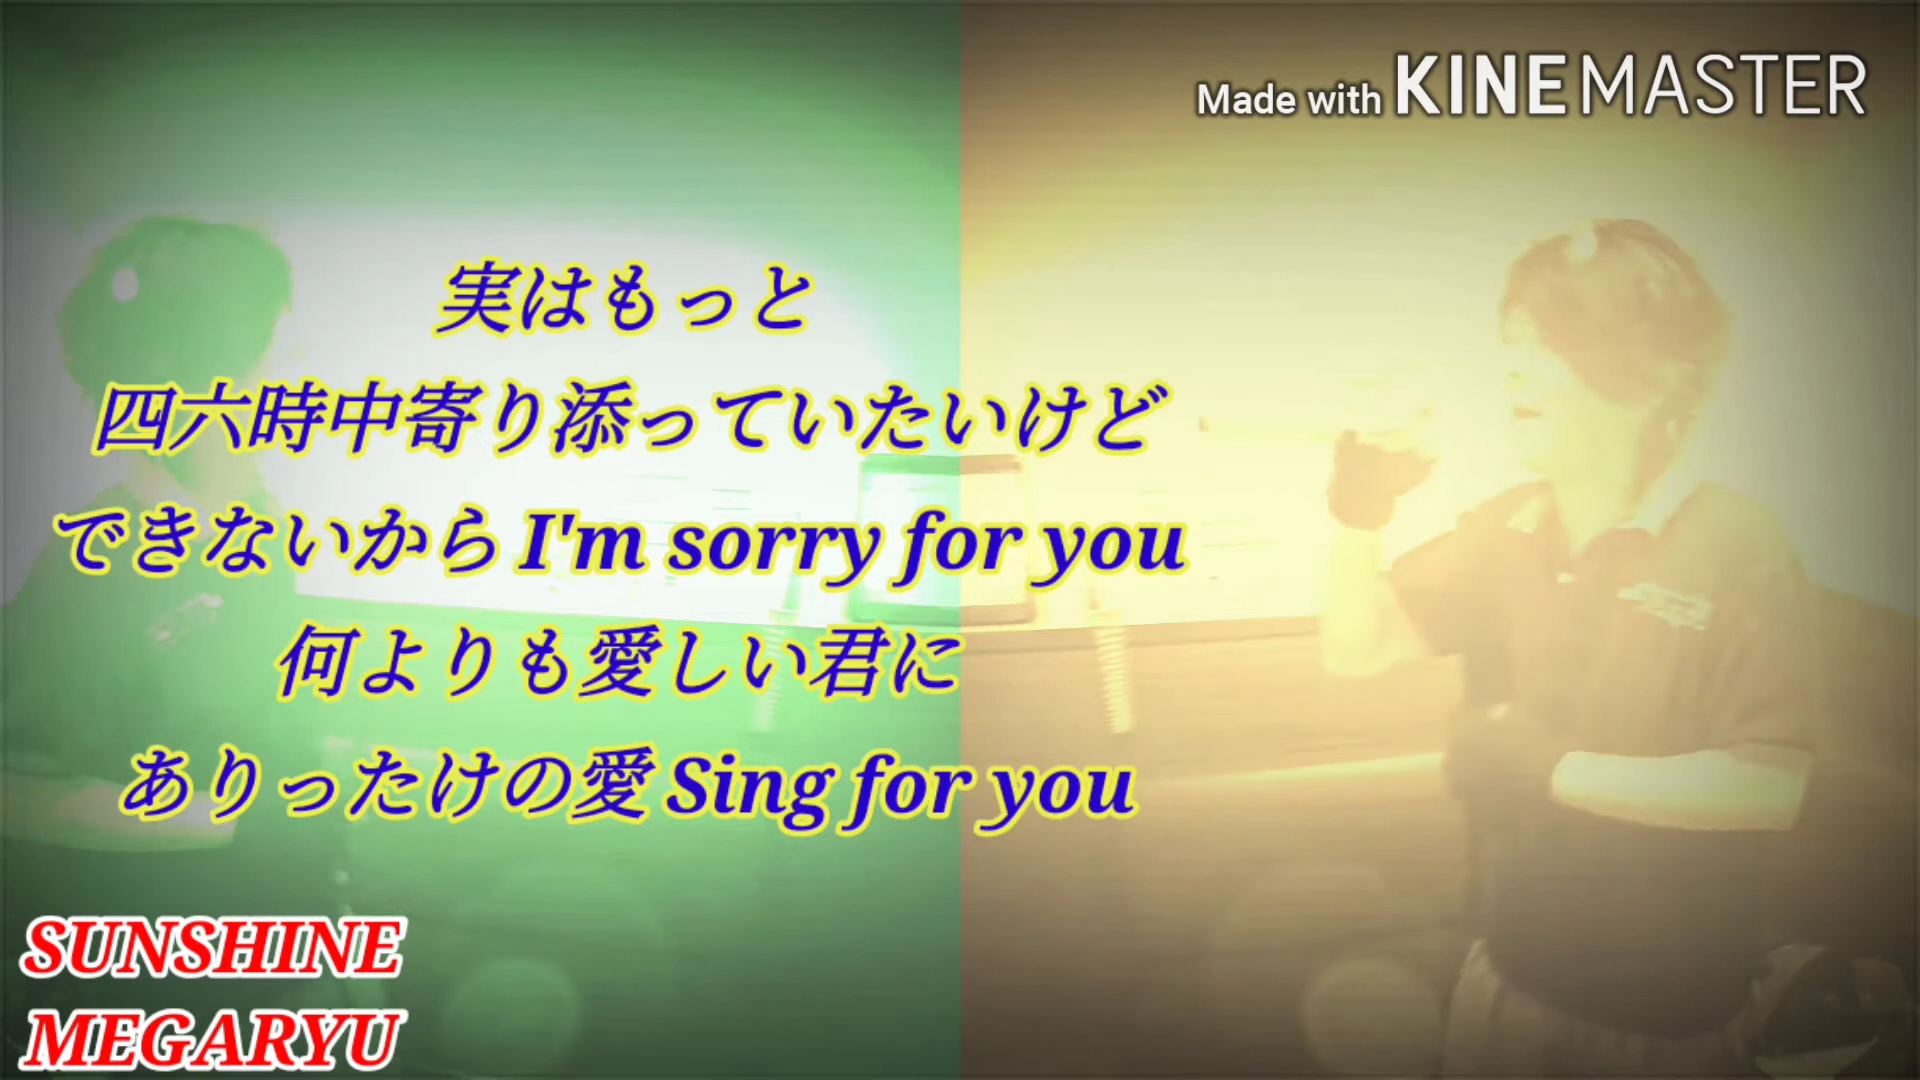 Made with KINEMASTER
実はもっと
四六時中寄り添っていたいけど
できないから I'm sorry for you
何よりも愛しい君に
ありったけの愛 Sing for you
SUNSHINE
MEGARYU